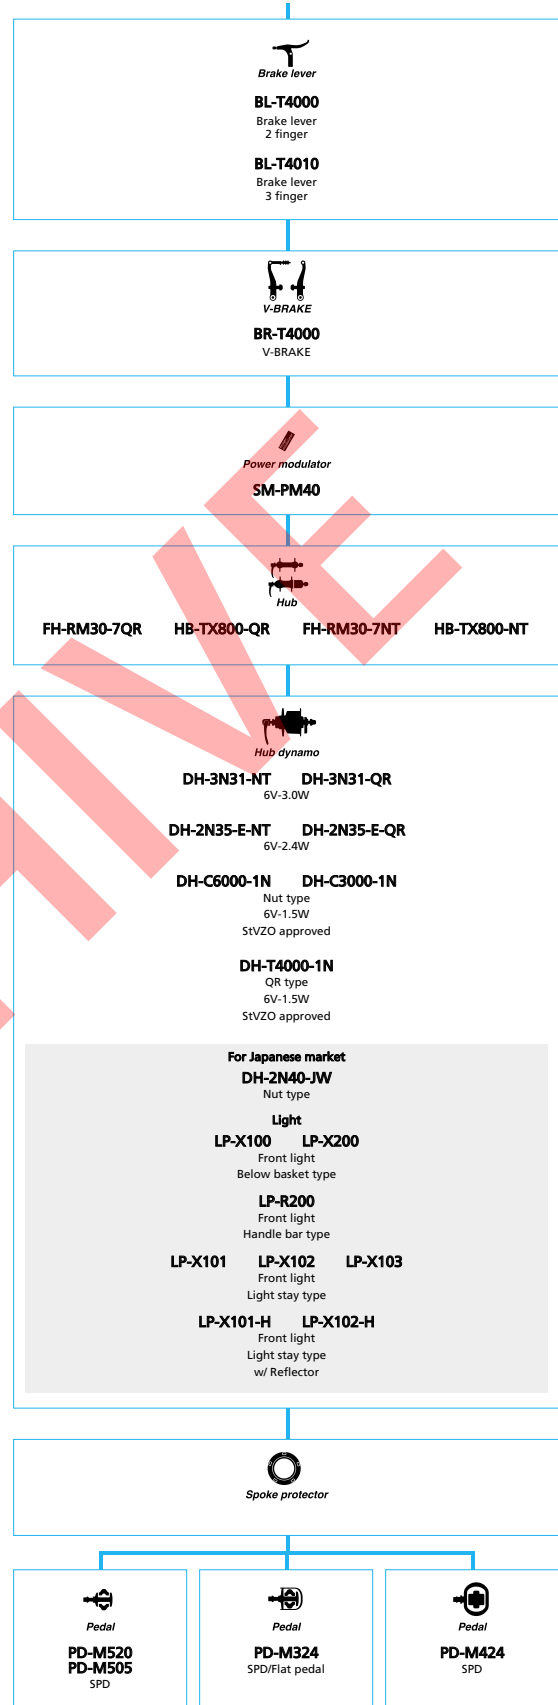 Brake lever
BL-T4000
Brake lever
2 finger
BL-T4010
Brake lever
3 finger
V-BRAKE
BR-T4000
V-BRAKE
Power modulator
SM-PM40
Hub
FH-RM30-7QR HB-TX800-QR FH-RM30-7NT HB-TX800-NT
Hub dynamo
DH-3N31-NT DH-3N31-QR
6V-3.0W
DH-2N35-E-NT DH-2N35-E-QR
6V-2.4W
DH-C6000-1N DH-C3000-1N
Nut type
6V-1.5W
StVZO approved
DH-T4000-1N
QR type
6V-1.5W
StVZO approved
For Japanese market
DH-2N40-JW
Nut type
Light
LP-X100 LP-X200
Front light
Below basket type
LP-R200
Front light
Handle bar type
LP-X101 LP-X102 LP-X103
Front light
Light stay type
LP-X101-H LP-X102-H
Front light
Light stay type
w/ Reflector
Spoke protector
Pedal Pedal Pedal
PD-M520 PD-M324 PD-M424
PD-M505 SPD/Flat pedal SPD
SPD
HIVE